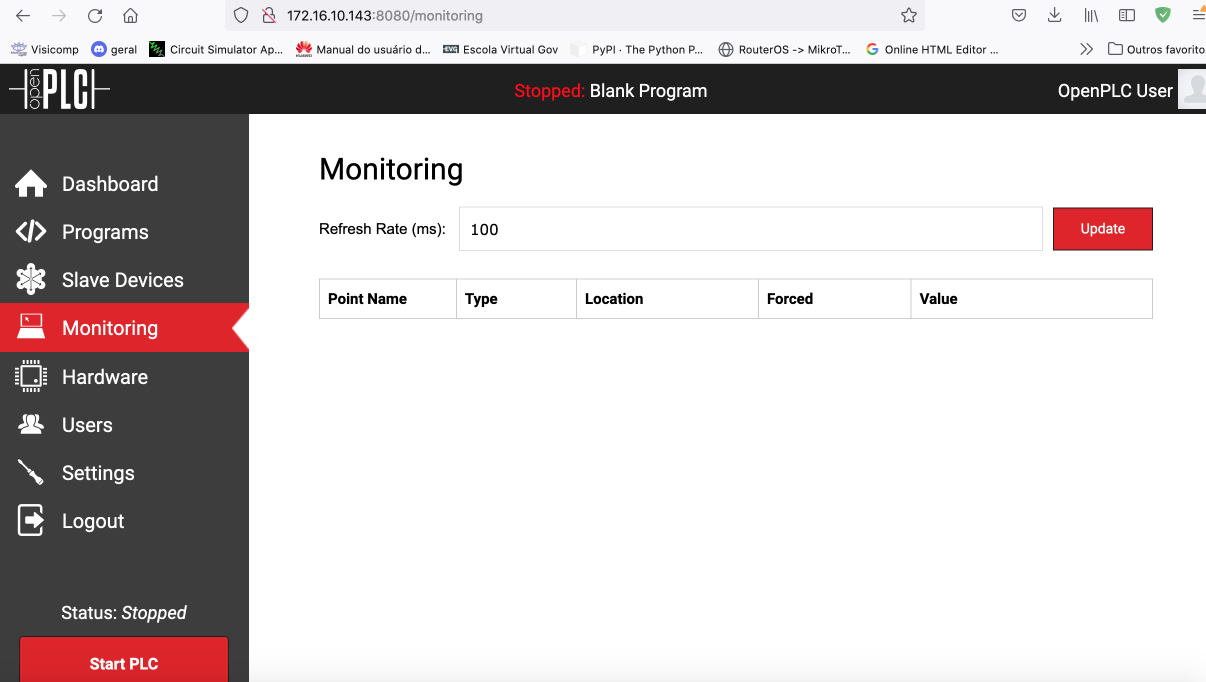 172.16.10.143:8080/monitoring
Visicomp geral Circuit Simulator Ap... Manual do usuário d... Escola Virtual Gov PyPI · The Python P... RouterOS -> MikroT... Online HTML Editor ... Outros favorito
open PLC Stopped: Blank Program OpenPLC User
Monitoring
Refresh Rate (ms): 100 Update
Point Name Type Location Forced Value
Dashboard
Programs
Slave Devices
Monitoring
Hardware
Users
Settings
Logout
Status: Stopped
Start PLC